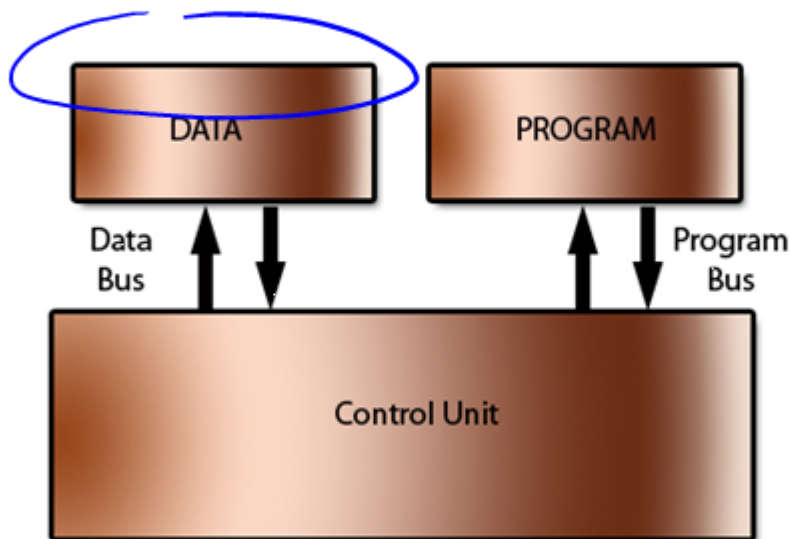 DATA
PROGRAM
Data
Bus
Program
Bus
Control Unit